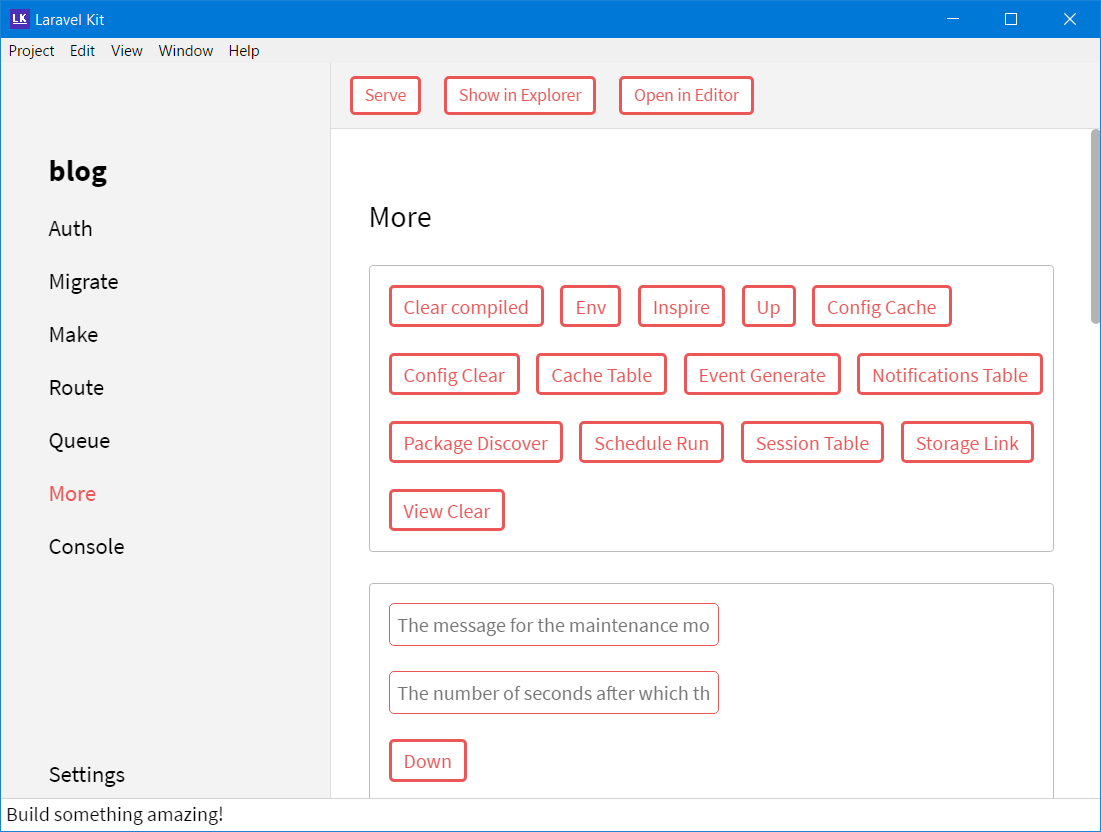 LK Laravel Kit
Project Edit View Window Help
Serve Show in Explorer Open in Editor
blog
Auth
Migrate
Make
Route
Queue
More
Console
Settings
More
Clear compiled Env Inspire Up Config Cache
Config Clear Cache Table Event Generate Notifications Table
Package Discover Schedule Run Session Table Storage Link
View Clear
The message for the maintenance mo
The number of seconds after which th
Down
Build something amazing!